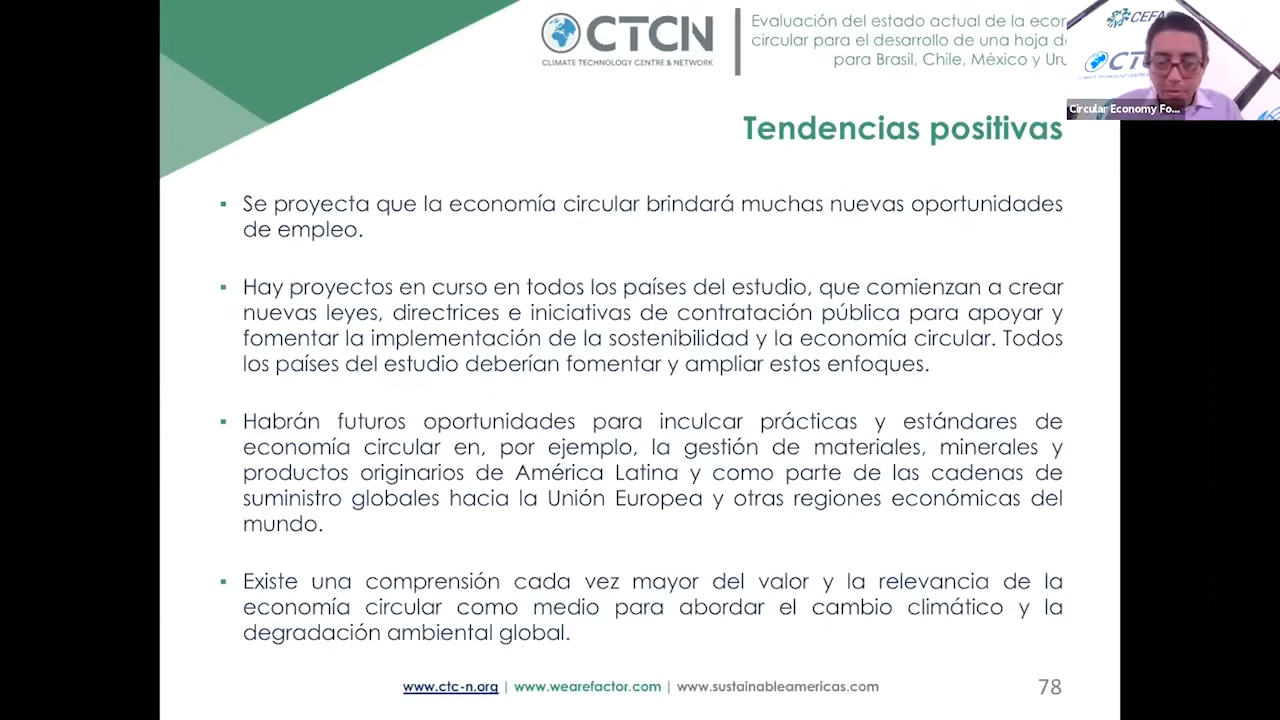 CTCN
CLIMATE TECHNOLOGY CENTRE & NETWORK
Evaluación del estado actual de la
circular para el desarrollo de una hoja
para Brasil, Chile, México y
CEFA
Circular Economy Fo...
Tendencias positivas
▪ Se proyecta que la economía circular brindará muchas nuevas oportunidades
de empleo.
▪ Hay proyectos en curso en todos los países del estudio, que comienzan a crear
nuevas leyes, directrices e iniciativas de contratación pública para apoyar y
fomentar la implementación de la sostenibilidad y la economía circular. Todos
los países del estudio deberían fomentar y ampliar estos enfoques.
▪ Habrán futuros oportunidades para inculcar prácticas y estándares de
economía circular en, por ejemplo, la gestión de materiales, minerales y
productos originarios de América Latina y como parte de las cadenas de
suministro globales hacia la Unión Europea y otras regiones económicas del
mundo.
▪ Existe una comprensión cada vez mayor del valor y la relevancia de la
economía circular como medio para abordar el cambio climático y la
degradación ambiental global.
www.ctc-n.org | www.wearefactor.com | www.sustainableamericas.com
78